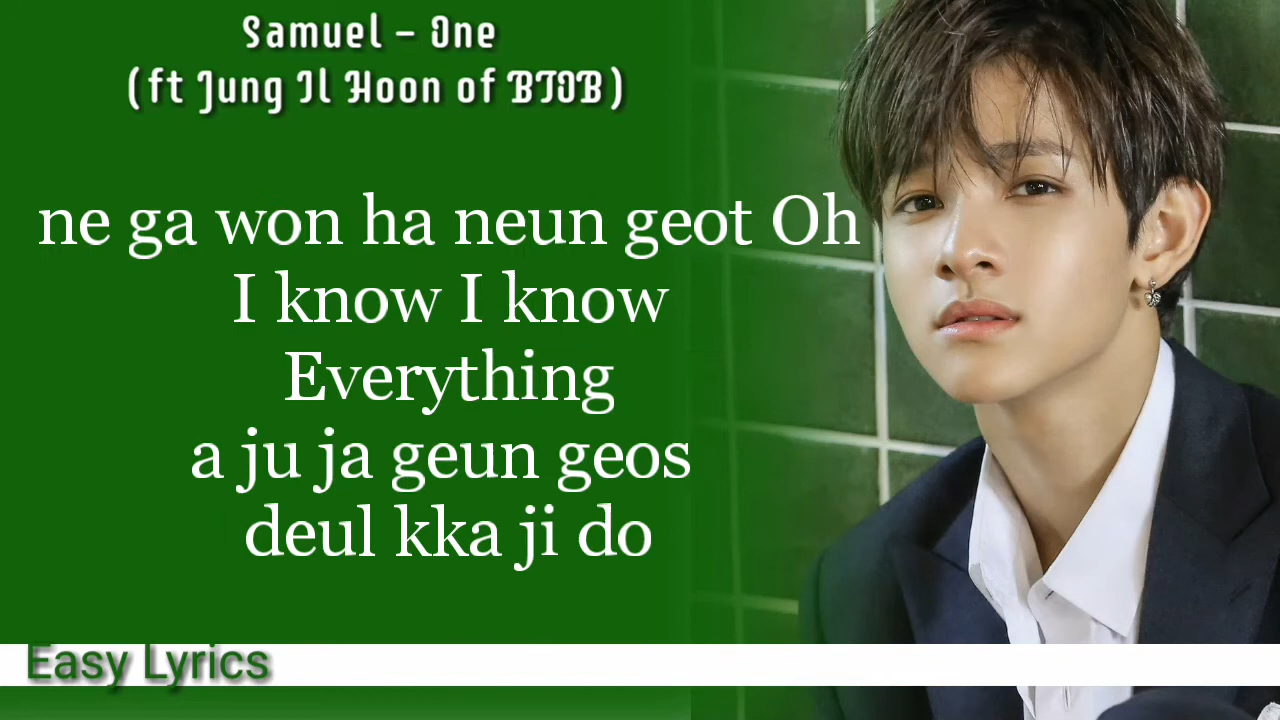 Samuel – One
(ft Jung Il Hoon of BTOB)
ne ga won ha neun geot Oh
I know I know
Everything
a ju ja geun geos
deul kka ji do
Easy Lyrics